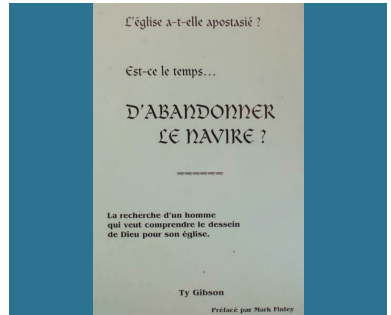 L'église a-t-elle apostasié ?
Est-ce le temps...
D'ABANDONNER
LE NAVIRE ?
La recherche d'un homme
qui veut comprendre le dessein
de Dieu pour son église.
Ty Gibson
Préfacé par Mark Finley